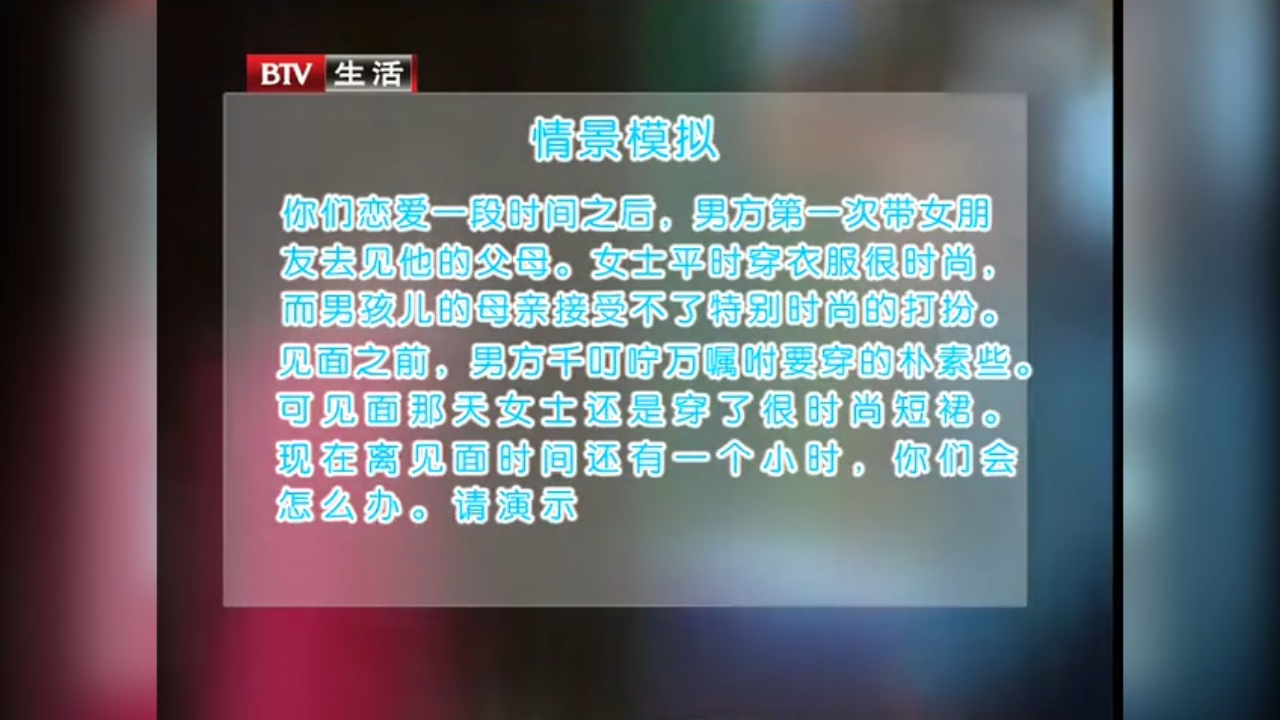 BTV 生活
情景模拟
你们恋爱一段时间之后，男方第一次带女朋
友去见他的父母。女士平时穿衣服很时尚，
而男孩儿的母亲接受不了特别时尚的打扮。
见面之前，男方千叮咛万嘱咐要穿的朴素些。
可见面那天女士还是穿了很时尚短裙。
现在离见面时间还有一个小时，你们会
怎么办。请演示